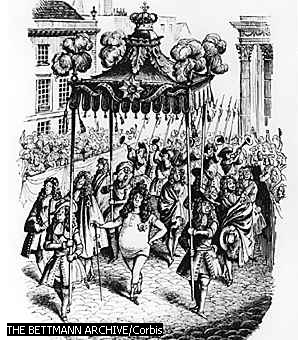 THE BETTMANN ARCHIVE/Corbis